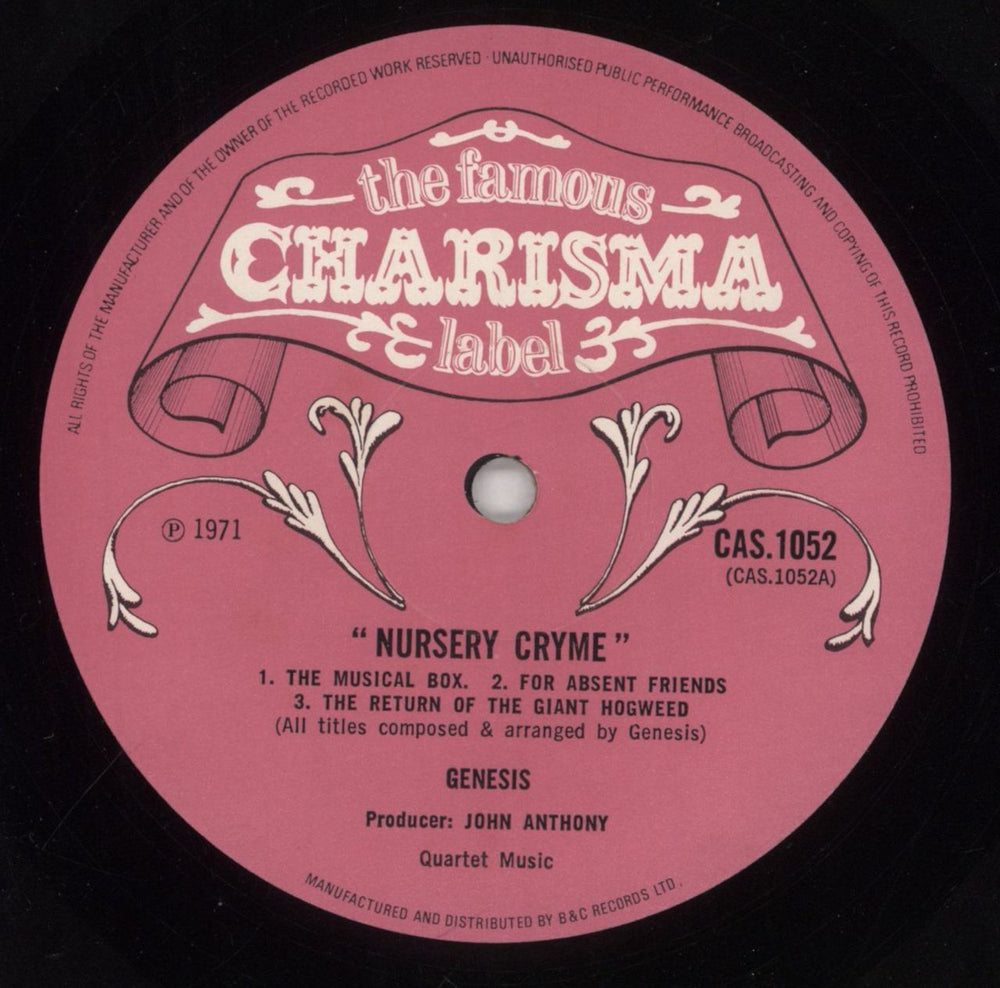 ALL RIGHTS OF THE MANUFACTURER AND OF THE OWNER OF THE RECORDED WORK RESERVED · UNAUTHORISED PUBLIC PERFORMANCE BROADCASTING AND COPYING OF THIS RECORD PROHIBITED
the famous
CHARISMA
label
℗ 1971
CAS.1052
(CAS.1052A)
“ NURSERY CRYME ”
1. THE MUSICAL BOX. 2. FOR ABSENT FRIENDS
3. THE RETURN OF THE GIANT HOGWEED
(All titles composed & arranged by Genesis)
GENESIS
Producer: JOHN ANTHONY
Quartet Music
MANUFACTURED AND DISTRIBUTED BY B&C RECORDS LTD.